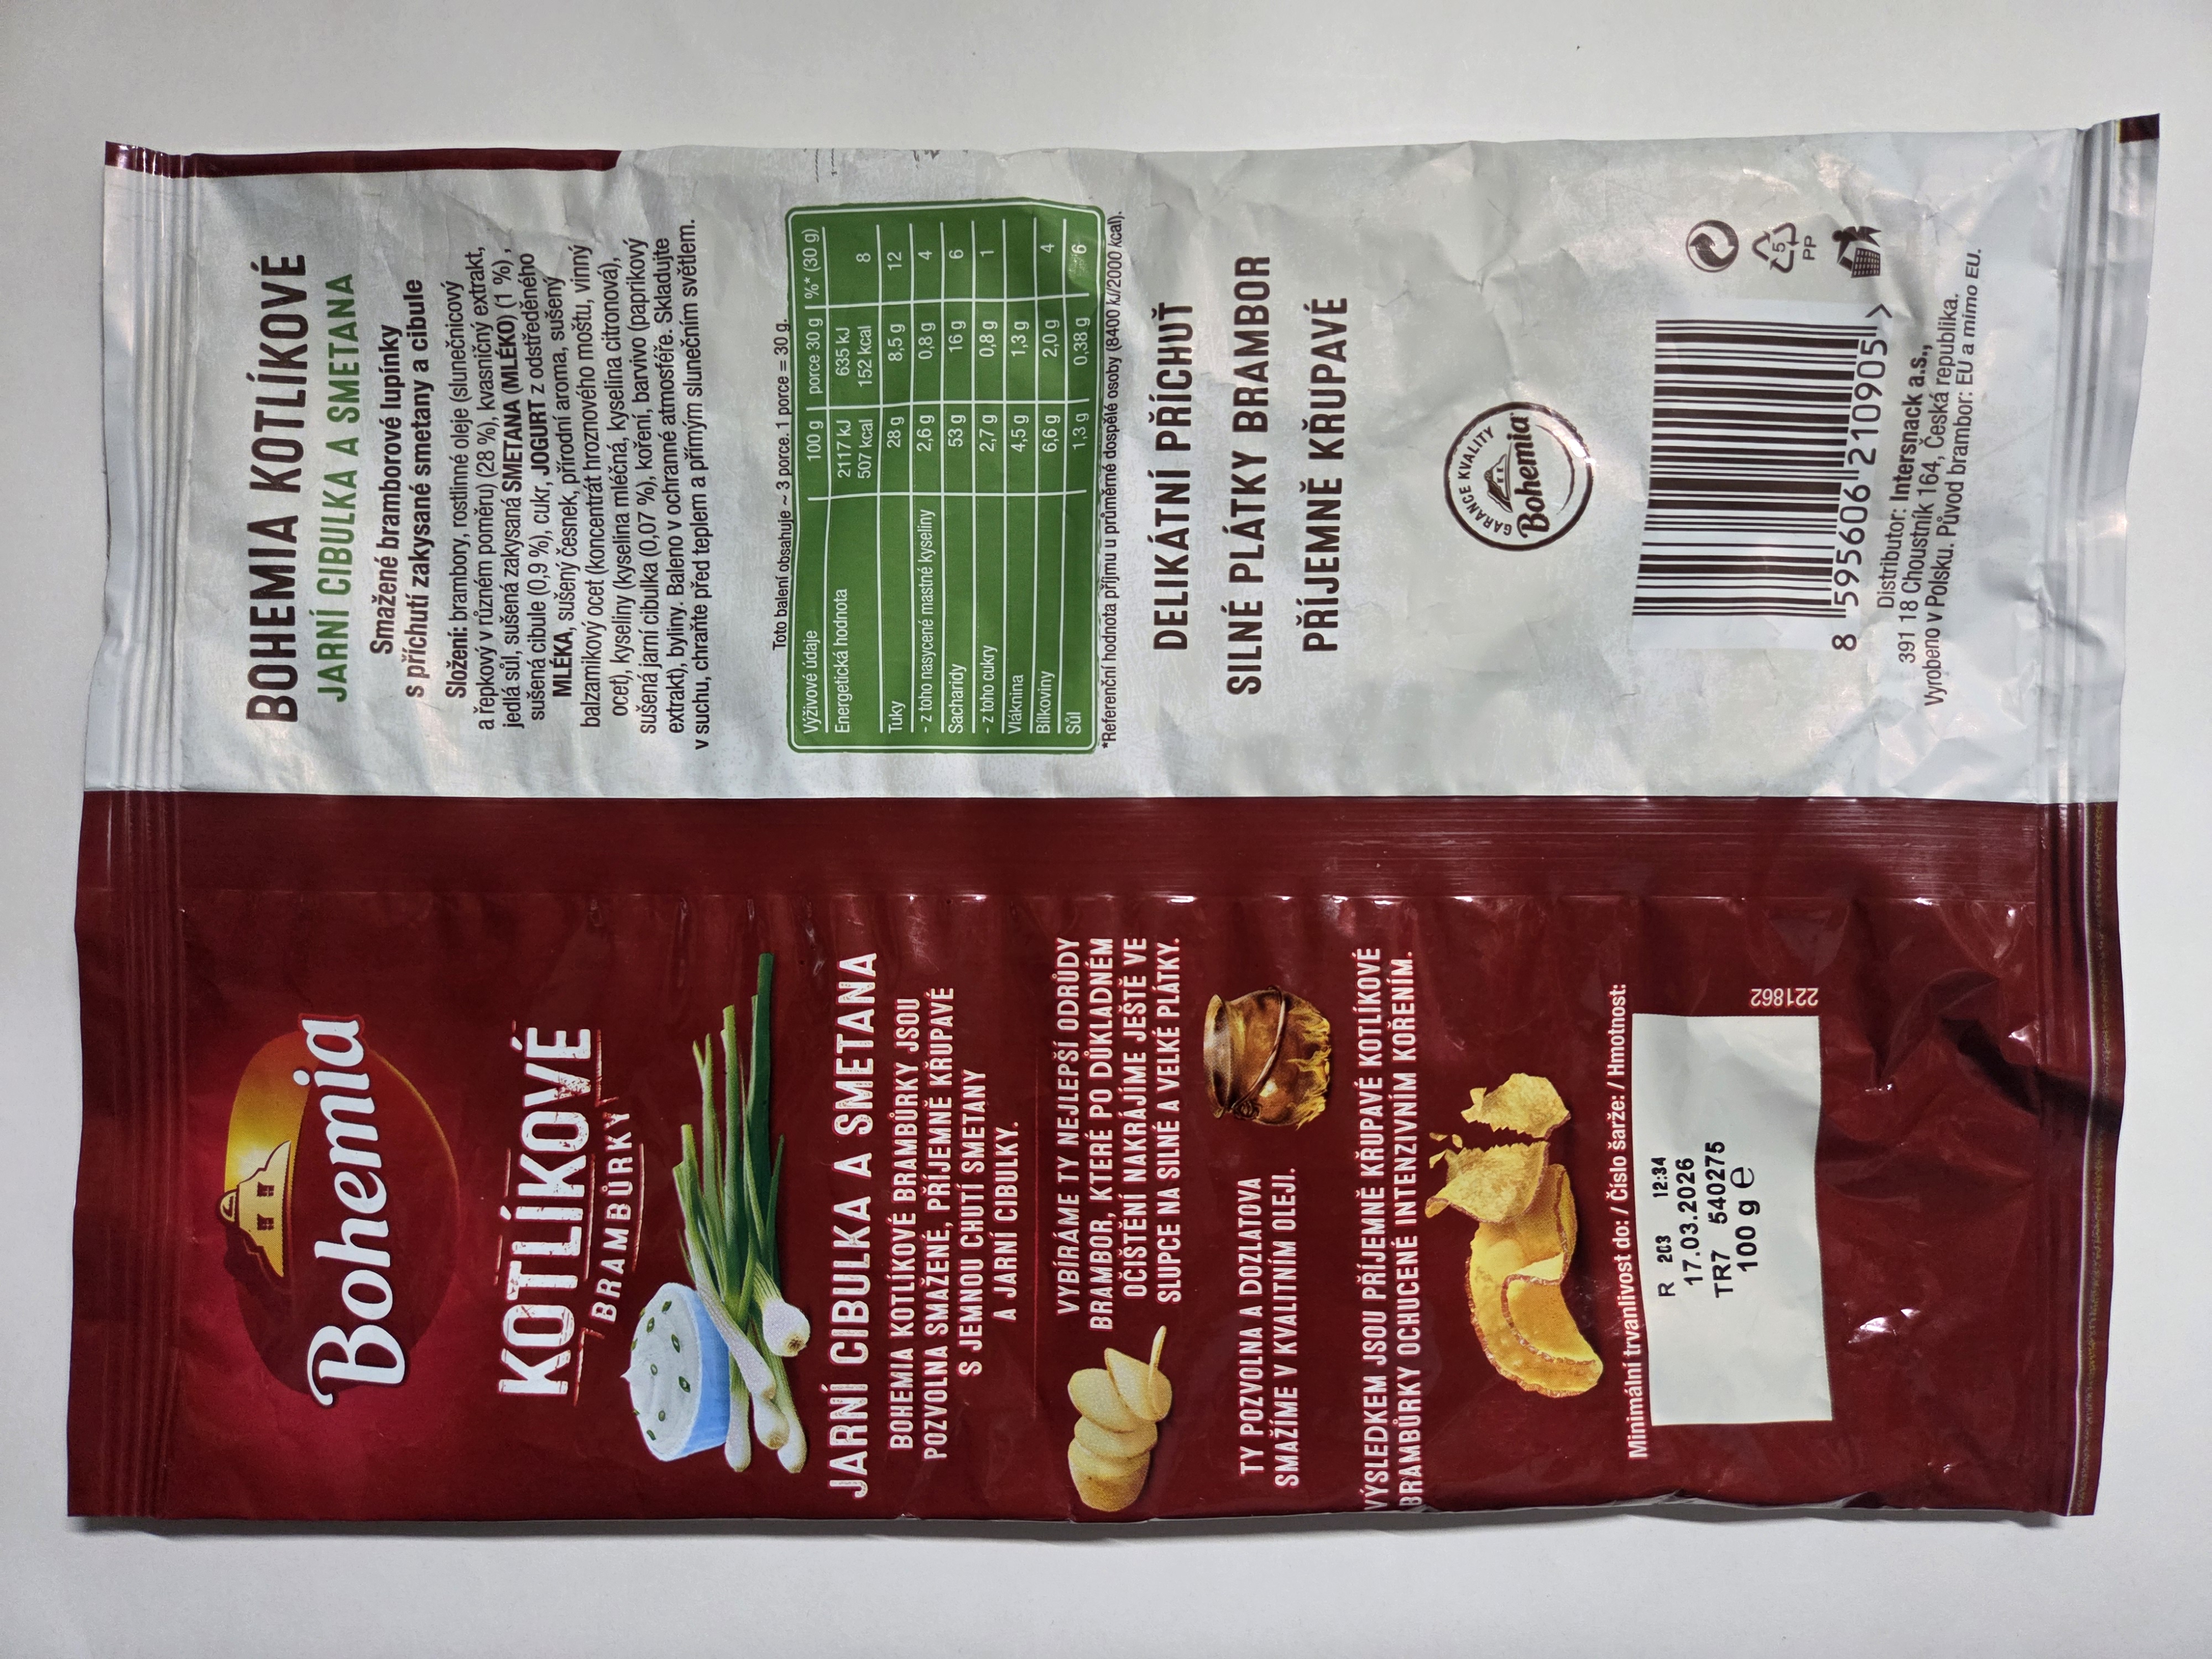 Bohemia
KOTLÍKOVÉ
BRAMBŮRKY
JARNÍ CIBULKA A SMETANA
BOHEMIA KOTLÍKOVÉ BRAMBŮRKY JSOU
POZVOLNA SMAŽENÉ, PŘÍJEMNĚ KŘUPAVÉ
S JEMNOU CHUTÍ SMETANY
A JARNÍ CIBULKY.
VYBÍRÁME TY NEJLEPŠÍ ODRŮDY
BRAMBOR, KTERÉ PO DŮKLADNÉM
OČIŠTĚNÍ NAKRÁJÍME JEŠTĚ VE
SLUPCE NA SILNÉ A VELKÉ PLÁTKY.
TY POZVOLNA A DOZLATOVA
SMAŽÍME V KVALITNÍM OLEJI.
VÝSLEDKEM JSOU PŘÍJEMNĚ KŘUPAVÉ KOTLÍKOVÉ
BRAMBŮRKY OCHUCENÉ INTENZIVNÍM KOŘENÍM.
Minimální trvanlivost do: / Číslo šarže: / Hmotnost:
R 203 12:34
17.03.2026
TR7 540275
100 g e
221862
BOHEMIA KOTLÍKOVÉ
JARNÍ CIBULKA A SMETANA
Smažené bramborové lupínky
s příchutí zakysané smetany a cibule
Složení: brambory, rostlinné oleje (slunečnicový
a řepkový v různém poměru) (28 %), kvasničný extrakt,
jedlá sůl, sušená zakysaná SMETANA (MLÉKO) (1 %),
sušená cibule (0,9 %), cukr, JOGURT z odstředěného
MLÉKA, sušený česnek, přírodní aroma, sušený
balzamikový ocet (koncentrát hroznového moštu, vinný
ocet), kyseliny (kyselina mléčná, kyselina citronová),
sušená jarní cibulka (0,07 %), koření, barvivo (paprikový
extrakt), byliny. Baleno v ochranné atmosféře. Skladujte
v suchu, chraňte před teplem a přímým slunečním světlem.
Toto balení obsahuje ~ 3 porce. 1 porce = 30 g.
Výživové údaje 100 g porce 30 g %* (30 g)
Energetická hodnota 2117 kJ 635 kJ
507 kcal 152 kcal 8
Tuky 28 g 8,5 g 12
- z toho nasycené mastné kyseliny 2,6 g 0,8 g 4
Sacharidy 53 g 16 g 6
- z toho cukry 2,7 g 0,8 g 1
Vláknina 4,5 g 1,3 g
Bílkoviny 6,6 g 2,0 g 4
Sůl 1,3 g 0,38 g 6
*Referenční hodnota příjmu u průměrné dospělé osoby (8400 kJ/2000 kcal).
DELIKÁTNÍ PŘÍCHUŤ
SILNÉ PLÁTKY BRAMBOR
PŘÍJEMNĚ KŘUPAVÉ
GARANCE KVALITY
Bohemia
5
PP
8 595606 210905 >
Distributor: Intersnack a.s.,
391 18 Choustník 164, Česká republika.
Vyrobeno v Polsku. Původ brambor: EU a mimo EU.